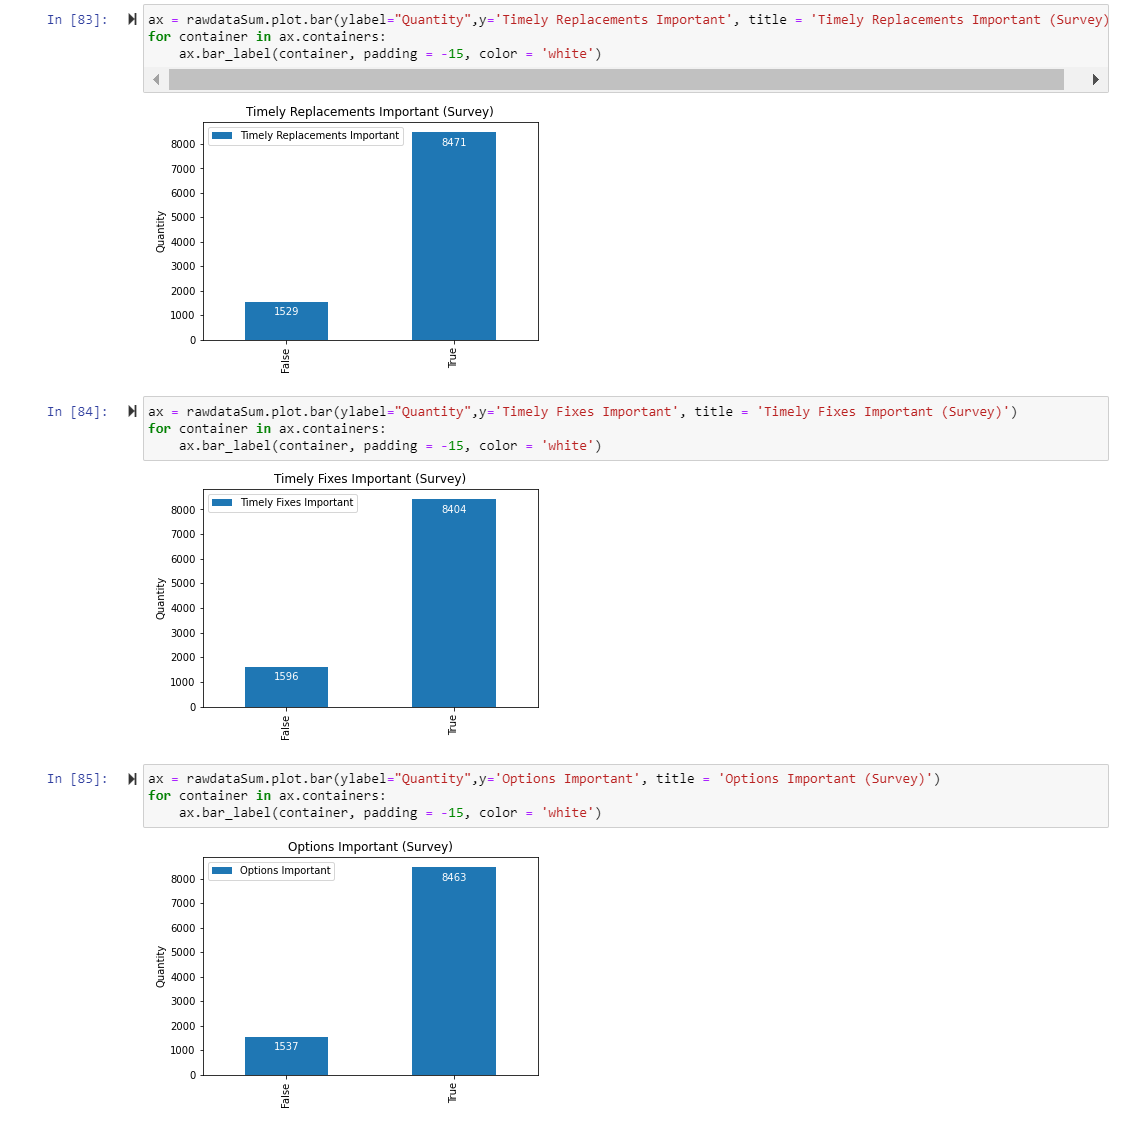 In [83]:
ax = rawdataSum.plot.bar(ylabel="Quantity",y='Timely Replacements Important', title = 'Timely Replacements Important (Survey)
for container in ax.containers:
    ax.bar_label(container, padding = -15, color = 'white')
Timely Replacements Important (Survey)
Timely Replacements Important
8471
8000
7000
6000
5000
4000
3000
2000
1000
0
Quantity
1529
False
True
In [84]:
ax = rawdataSum.plot.bar(ylabel="Quantity",y='Timely Fixes Important', title = 'Timely Fixes Important (Survey)')
for container in ax.containers:
    ax.bar_label(container, padding = -15, color = 'white')
Timely Fixes Important (Survey)
Timely Fixes Important
8404
8000
7000
6000
5000
4000
3000
2000
1000
0
Quantity
1596
False
True
In [85]:
ax = rawdataSum.plot.bar(ylabel="Quantity",y='Options Important', title = 'Options Important (Survey)')
for container in ax.containers:
    ax.bar_label(container, padding = -15, color = 'white')
Options Important (Survey)
Options Important
8463
8000
7000
6000
5000
4000
3000
2000
1000
0
Quantity
1537
False
True